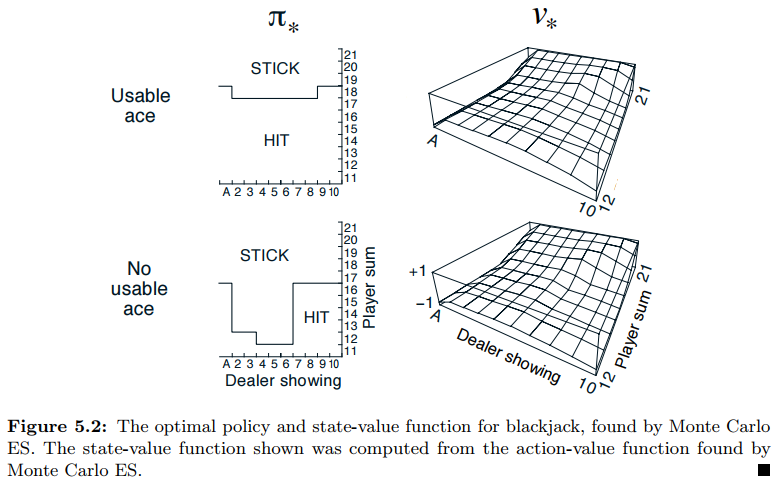 π* v*
STICK
HIT
Usable
ace
21
20
19
18
17
16
15
14
13
12
11
A 2 3 4 5 6 7 8 9 10
A
10
12
21
STICK
HIT
No
usable
ace
21
20
19
18
17
16
15
14
13
12
11
Player sum
A 2 3 4 5 6 7 8 9 10
Dealer showing
+1
−1
A
Dealer showing
10
12
Player sum
21
Figure 5.2: The optimal policy and state-value function for blackjack, found by Monte Carlo
ES. The state-value function shown was computed from the action-value function found by
Monte Carlo ES.